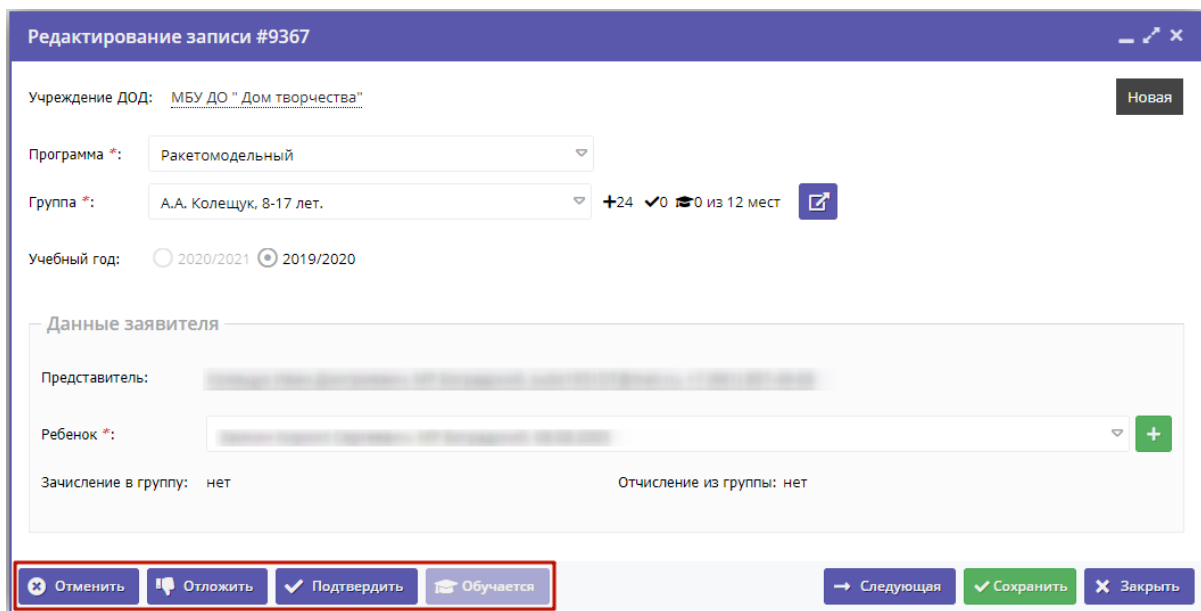 Редактирование записи #9367
Учреждение ДОД: МБУ ДО " Дом творчества" Новая
Программа *: Ракетомодельный
Группа *: А.А. Колещук, 8-17 лет. +24 ✔0 🎓0 из 12 мест
Учебный год: 2020/2021 2019/2020
Данные заявителя
Представитель:
Ребенок *: +
Зачисление в группу: нет Отчисление из группы: нет
Отменить Отложить Подтвердить Обучается → Следующая ✔ Сохранить ✖ Закрыть